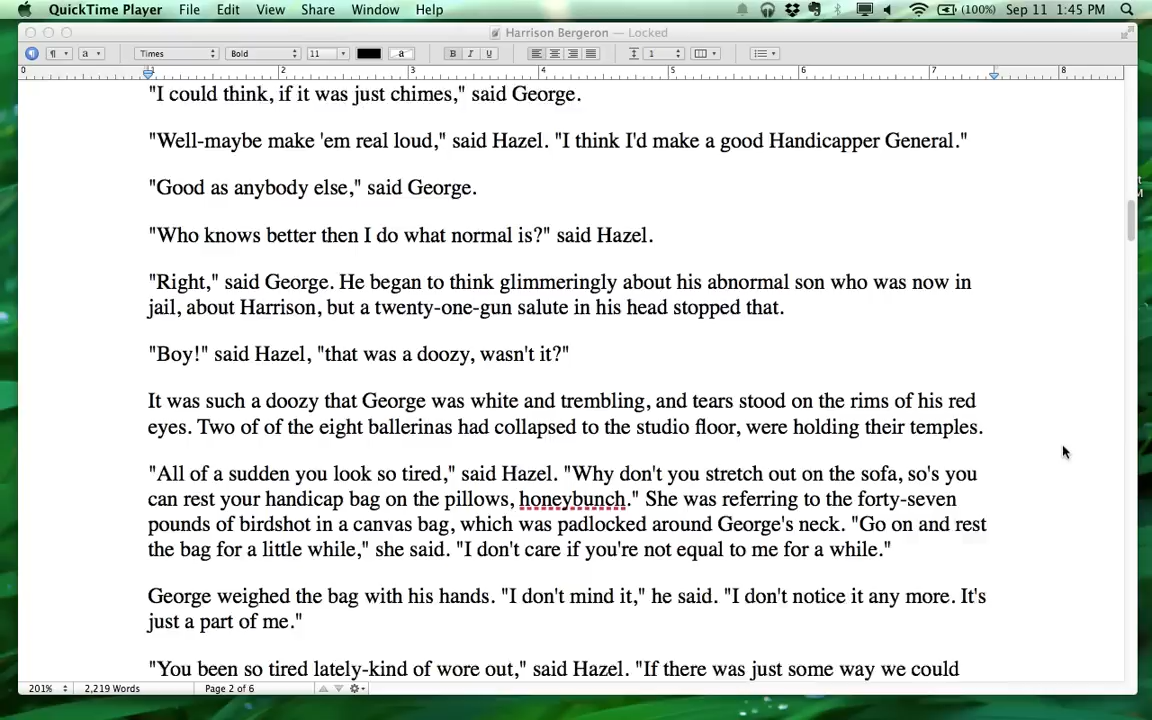 QuickTime Player File Edit View Share Window Help (100%) Sep 11 1:45 PM
Harrison Bergeron — Locked
¶ a Times Bold 11 a B I U 1
0 2 3 4 5 6 7 8
"I could think, if it was just chimes," said George.
"Well-maybe make 'em real loud," said Hazel. "I think I'd make a good Handicapper General."
"Good as anybody else," said George.
"Who knows better then I do what normal is?" said Hazel.
"Right," said George. He began to think glimmeringly about his abnormal son who was now in
jail, about Harrison, but a twenty-one-gun salute in his head stopped that.
"Boy!" said Hazel, "that was a doozy, wasn't it?"
It was such a doozy that George was white and trembling, and tears stood on the rims of his red
eyes. Two of of the eight ballerinas had collapsed to the studio floor, were holding their temples.
"All of a sudden you look so tired," said Hazel. "Why don't you stretch out on the sofa, so's you
can rest your handicap bag on the pillows, honeybunch." She was referring to the forty-seven
pounds of birdshot in a canvas bag, which was padlocked around George's neck. "Go on and rest
the bag for a little while," she said. "I don't care if you're not equal to me for a while."
George weighed the bag with his hands. "I don't mind it," he said. "I don't notice it any more. It's
just a part of me."
"You been so tired lately-kind of wore out," said Hazel. "If there was just some way we could
201% 2,219 Words Page 2 of 6